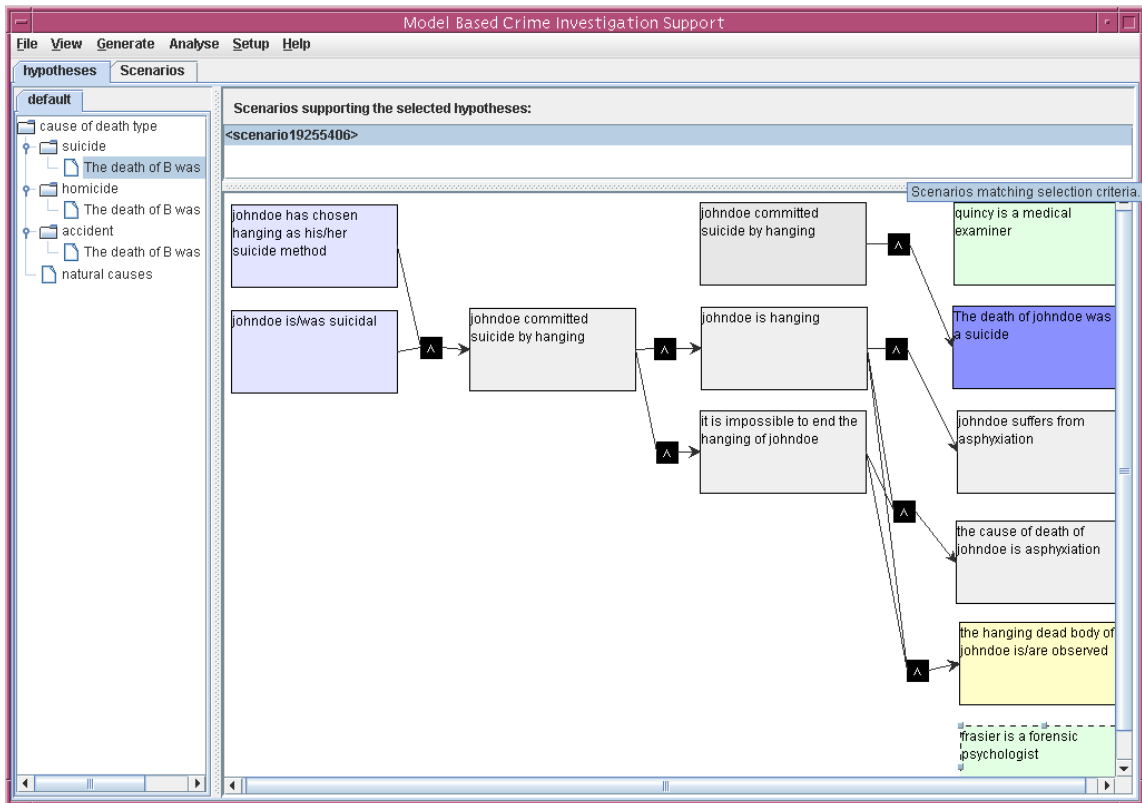 Model Based Crime Investigation Support
File View Generate Analyse Setup Help
hypotheses Scenarios
default
cause of death type
suicide
The death of B was
homicide
The death of B was
accident
The death of B was
natural causes
Scenarios supporting the selected hypotheses:
<scenario19255406>
Scenarios matching selection criteria.
johndoe has chosen
hanging as his/her
suicide method
johndoe committed
suicide by hanging
quincy is a medical
examiner
johndoe is/was suicidal
johndoe committed
suicide by hanging
johndoe is hanging
The death of johndoe was
a suicide
it is impossible to end the
hanging of johndoe
johndoe suffers from
asphyxiation
the cause of death of
johndoe is asphyxiation
the hanging dead body of
johndoe is/are observed
frasier is a forensic
psychologist